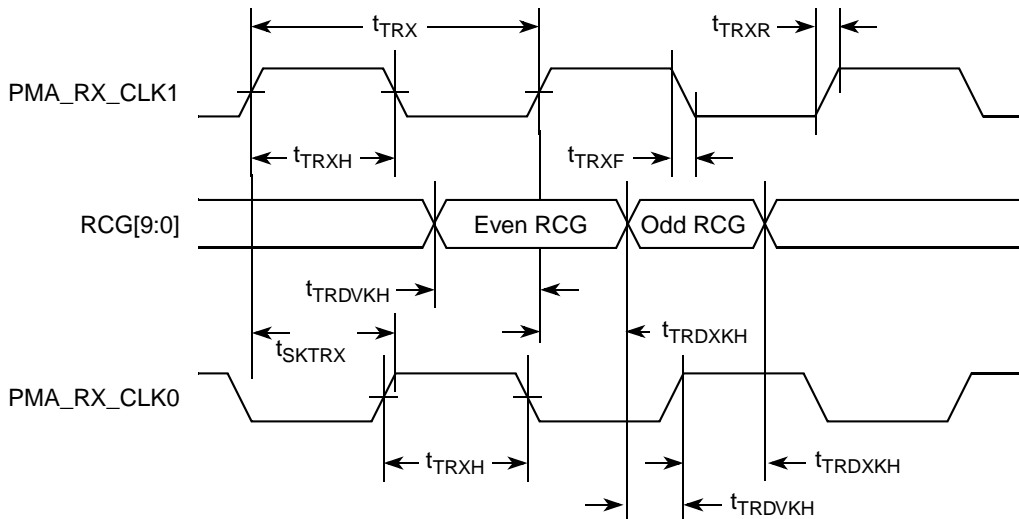 tTRX
tTRXR
PMA_RX_CLK1
tTRXH
tTRXF
RCG[9:0]
Even RCG
Odd RCG
tTRDVKH
tTRDXKH
tSKTRX
PMA_RX_CLK0
tTRXH
tTRDXKH
tTRDVKH